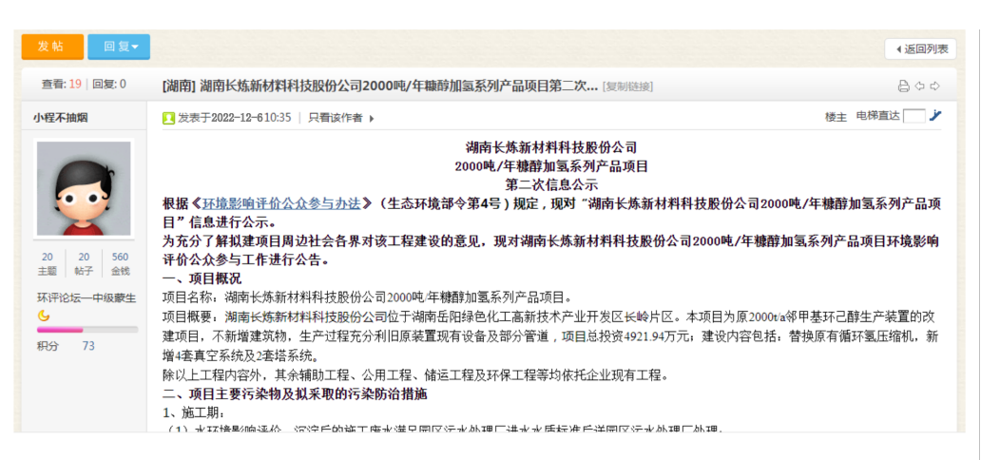 发帖 回复
返回列表
查看: 19 | 回复: 0
[湖南] 湖南长炼新材料科技股份公司2000吨/年糠醇加氢系列产品项目第二次... [复制链接]
小程不抽烟
发表于2022-12-6 10:35 | 只看该作者
楼主 电梯直达
湖南长炼新材料科技股份公司
2000吨/年糠醇加氢系列产品项目
第二次信息公示
根据《环境影响评价公众参与办法》（生态环境部令第4号）规定，现对“湖南长炼新材料科技股份公司2000吨/年糠醇加氢系列产品项
目”信息进行公示。
为充分了解拟建项目周边社会各界对该工程建设的意见，现对湖南长炼新材料科技股份公司2000吨/年糠醇加氢系列产品项目环境影响
评价公众参与工作进行公告。
一、项目概况
项目名称：湖南长炼新材料科技股份公司2000吨/年糠醇加氢系列产品项目。
项目概要：湖南长炼新材料科技股份公司位于湖南岳阳绿色化工高新技术产业开发区长岭片区。本项目为原2000t/a邻甲基环己醇生产装置的改
建项目，不新增建筑物，生产过程充分利旧原装置现有设备及部分管道，项目总投资4921.94万元；建设内容包括：替换原有循环氢压缩机，新
增4套真空系统及2套塔系统。
除以上工程内容外，其余辅助工程、公用工程、储运工程及环保工程等均依托企业现有工程。
二、项目主要污染物及拟采取的污染防治措施
1、施工期：
（1）水环境影响评价 沉淀后的施工废水满足园区污水处理厂进水水质标准后送园区污水处理厂处理；
20 20 560
主题 帖子 金钱
环评论坛—中级蒙生
积分 73